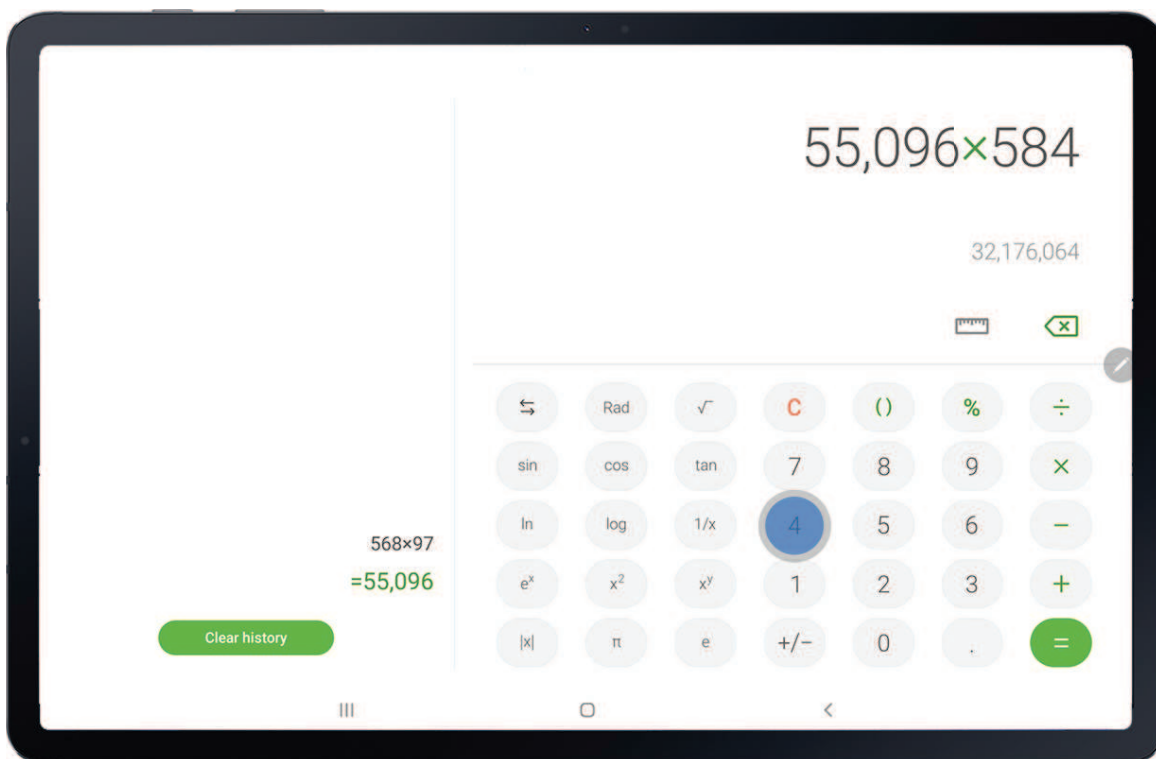 55,096×584
32,176,064
⇆ Rad √ C () % ÷
sin cos tan 7 8 9 ×
ln log 1/x 4 5 6 −
568×97
=55,096
eˣ x² xʸ 1 2 3 +
Clear history
|x| π e +/− 0 . =